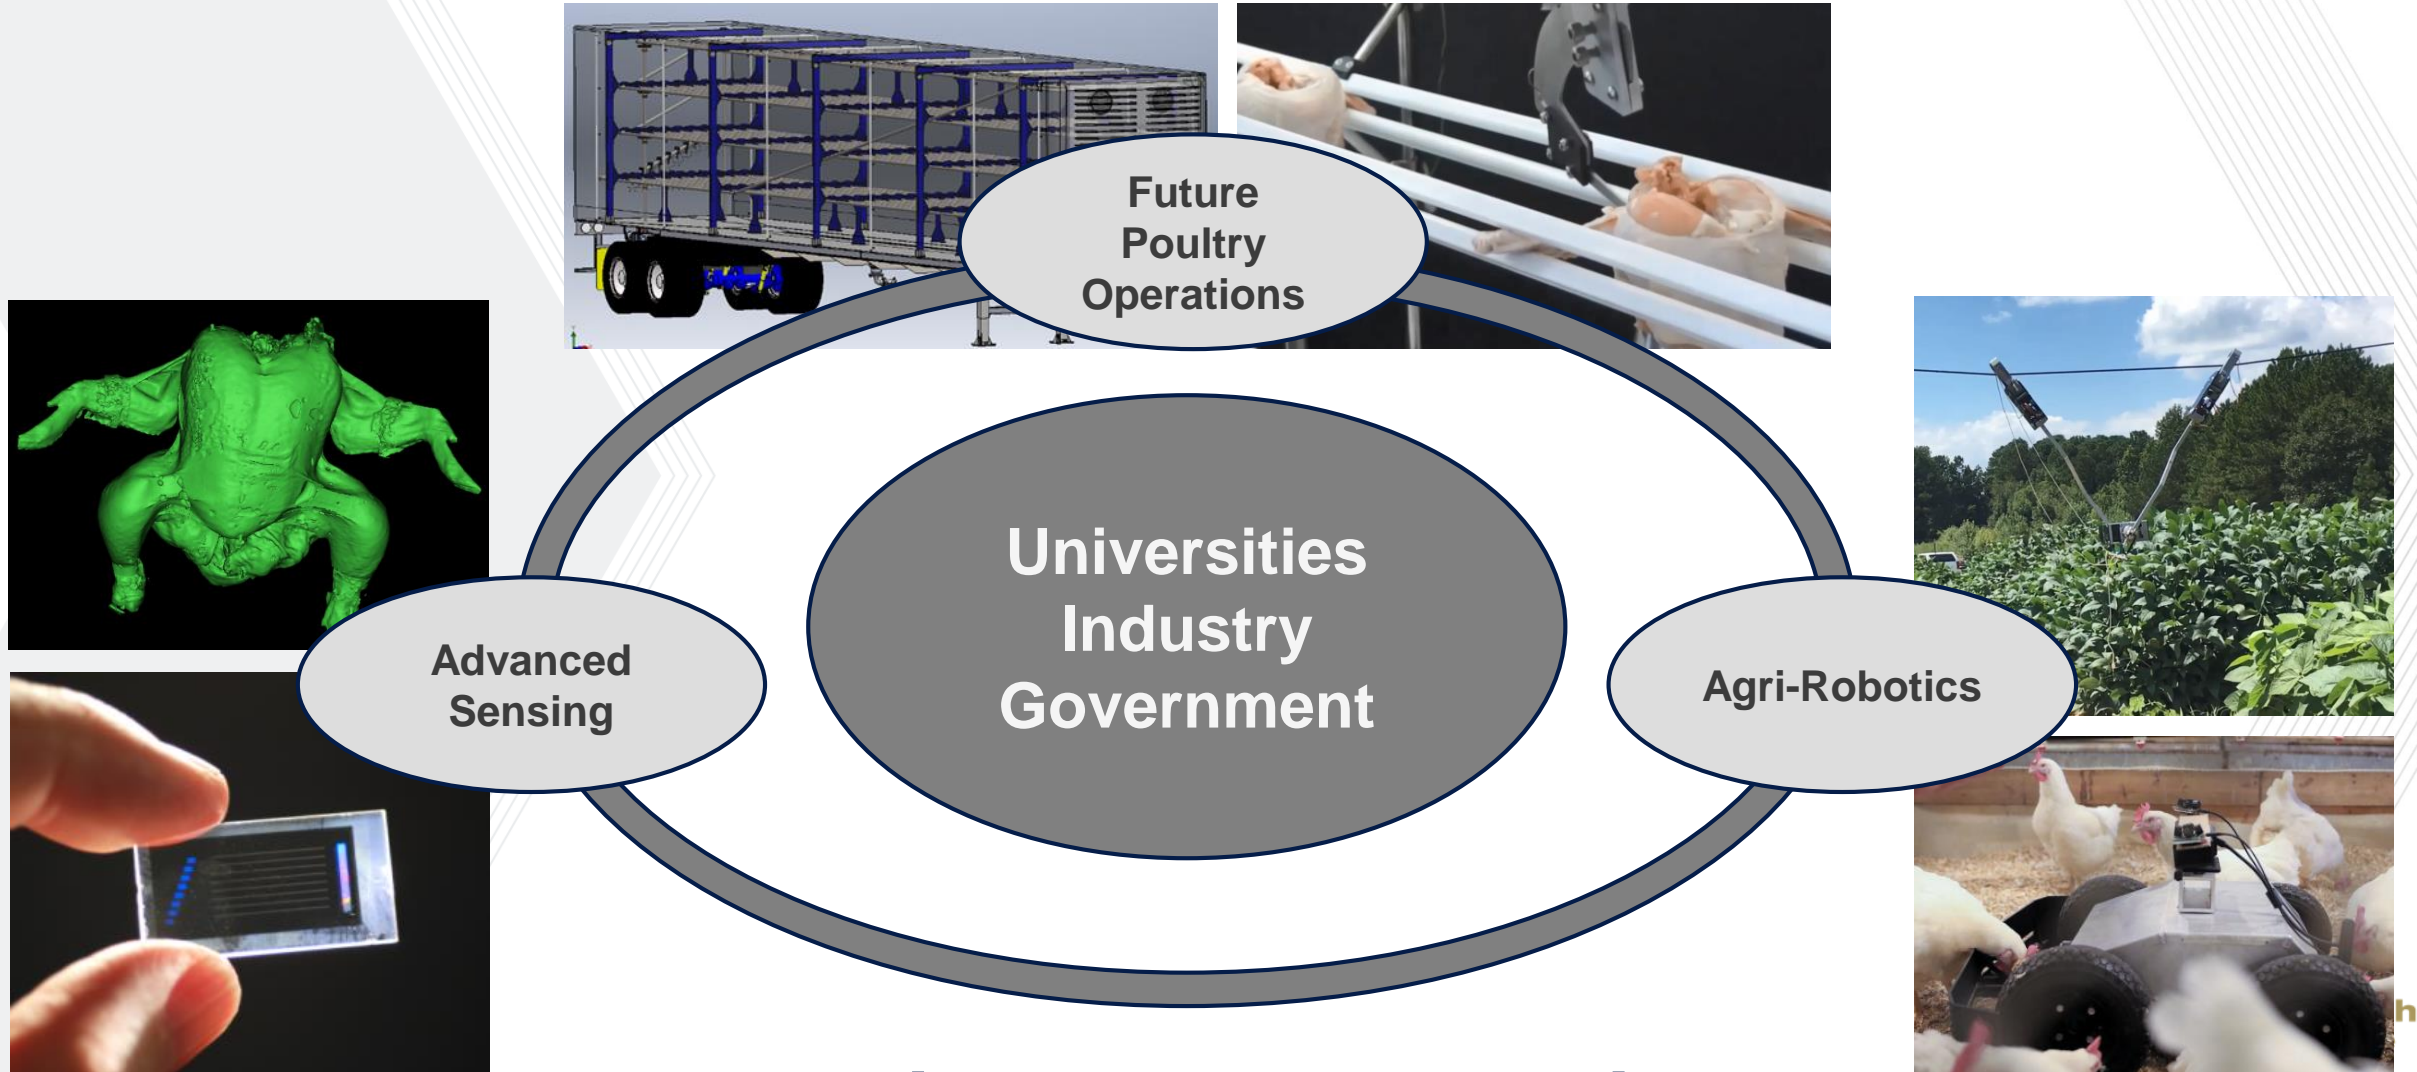 Future
Poultry
Operations
Universities
Industry
Government
Advanced
Sensing
Agri-Robotics
h